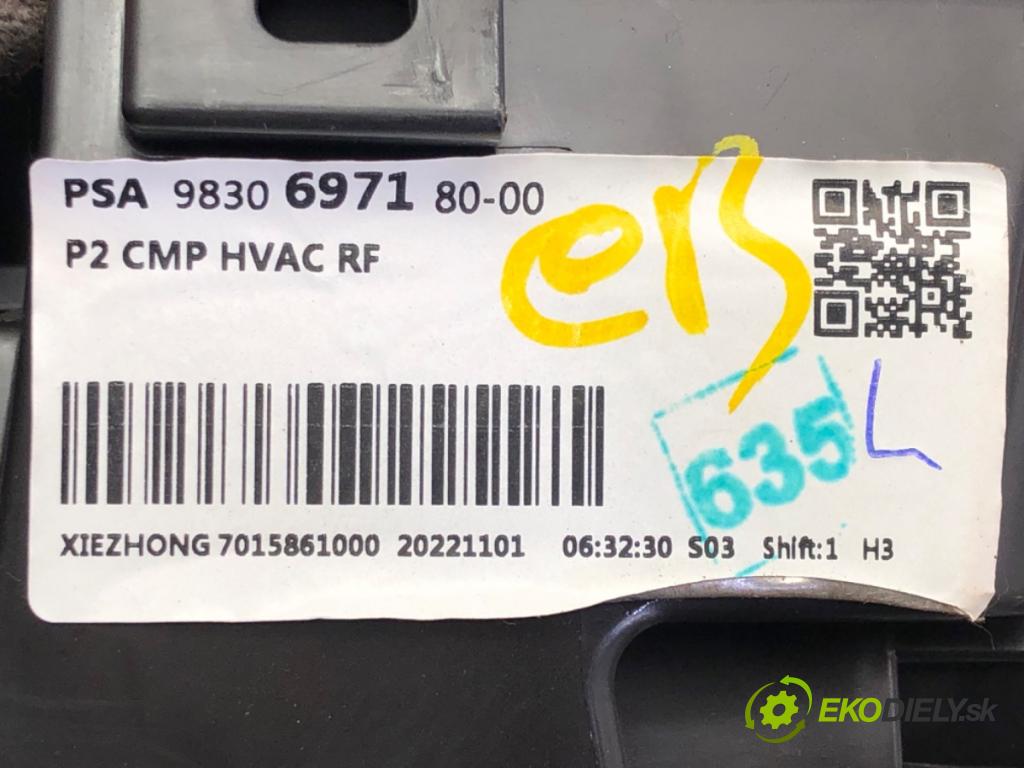 PSA 9830 6971 80-00
P2 CMP HVAC RF
635
XIEZHONG 7015861000 20221101 06:32:30 S03 Shift:1 H3
EKODIELY.sk